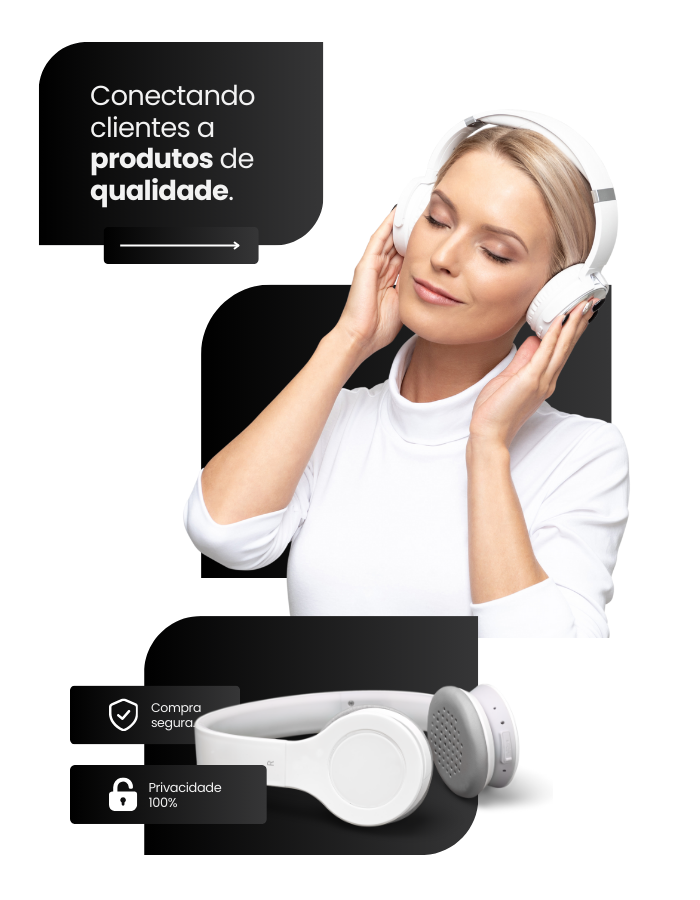 Conectando
clientes a
produtos de
qualidade.
Compra
segura.
Privacidade
100%
R